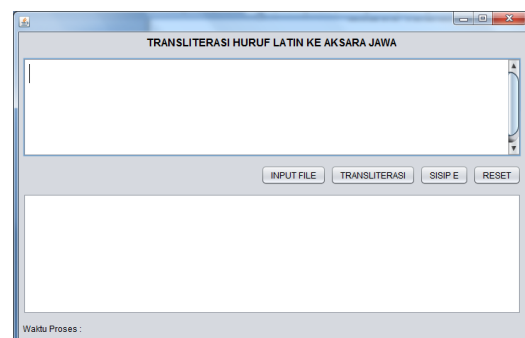 TRANSLITERASI HURUF LATIN KE AKSARA JAWA
INPUT FILE TRANSLITERASI SISIP E RESET
Waktu Proses :